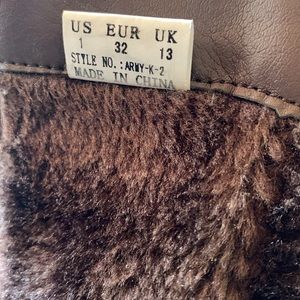 US EUR UK
1 32 13
STYLE NO.:ARMY-K-2
MADE IN CHINA